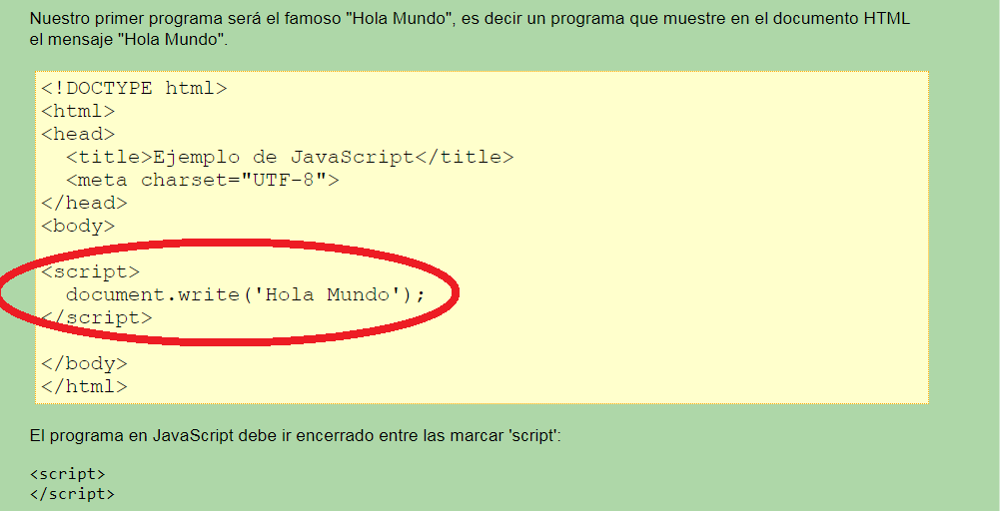 Nuestro primer programa será el famoso "Hola Mundo", es decir un programa que muestre en el documento HTML
el mensaje "Hola Mundo".
<!DOCTYPE html>
<html>
<head>
  <title>Ejemplo de JavaScript</title>
  <meta charset="UTF-8">
</head>
<body>
<script>
  document.write('Hola Mundo');
</script>
</body>
</html>
El programa en JavaScript debe ir encerrado entre las marcar 'script':
<script>
</script>